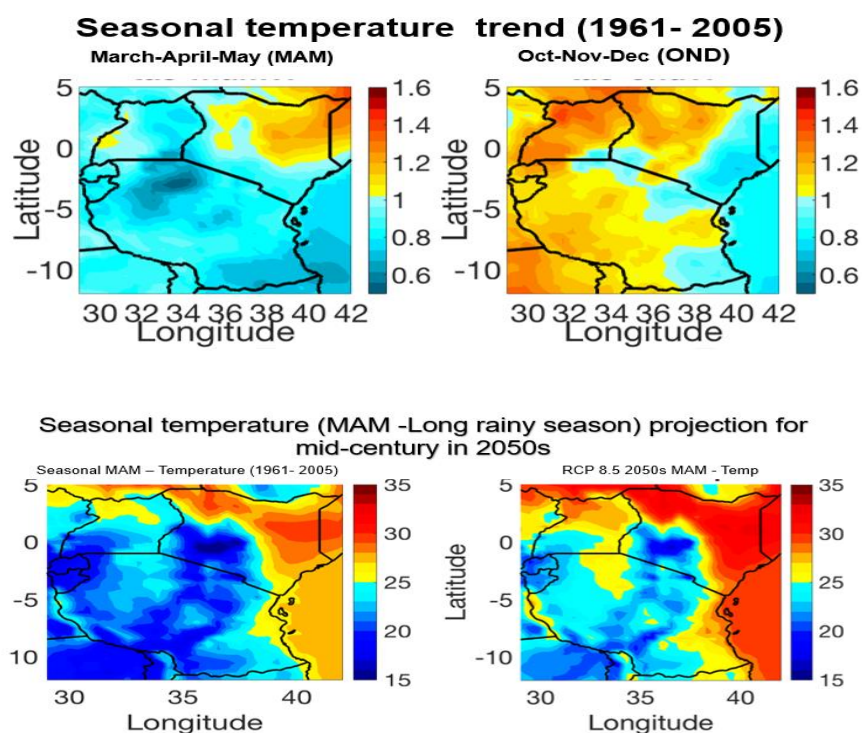 Seasonal temperature trend (1961- 2005)
March-April-May (MAM)
Oct-Nov-Dec (OND)
5
0
-5
-10
Latitude
30 32 34 36 38 40 42
Longitude
1.6
1.4
1.2
1
0.8
0.6
5
0
-5
-10
Latitude
30 32 34 36 38 40 42
Longitude
1.6
1.4
1.2
1
0.8
0.6
Seasonal temperature (MAM -Long rainy season) projection for
mid-century in 2050s
Seasonal MAM – Temperature (1961- 2005)
RCP 8.5 2050s MAM - Temp
5
0
-5
10
30 35 40
Longitude
35
30
25
20
15
5
0
-5
-10
Latitude
30 35 40
Longitude
35
30
25
20
15